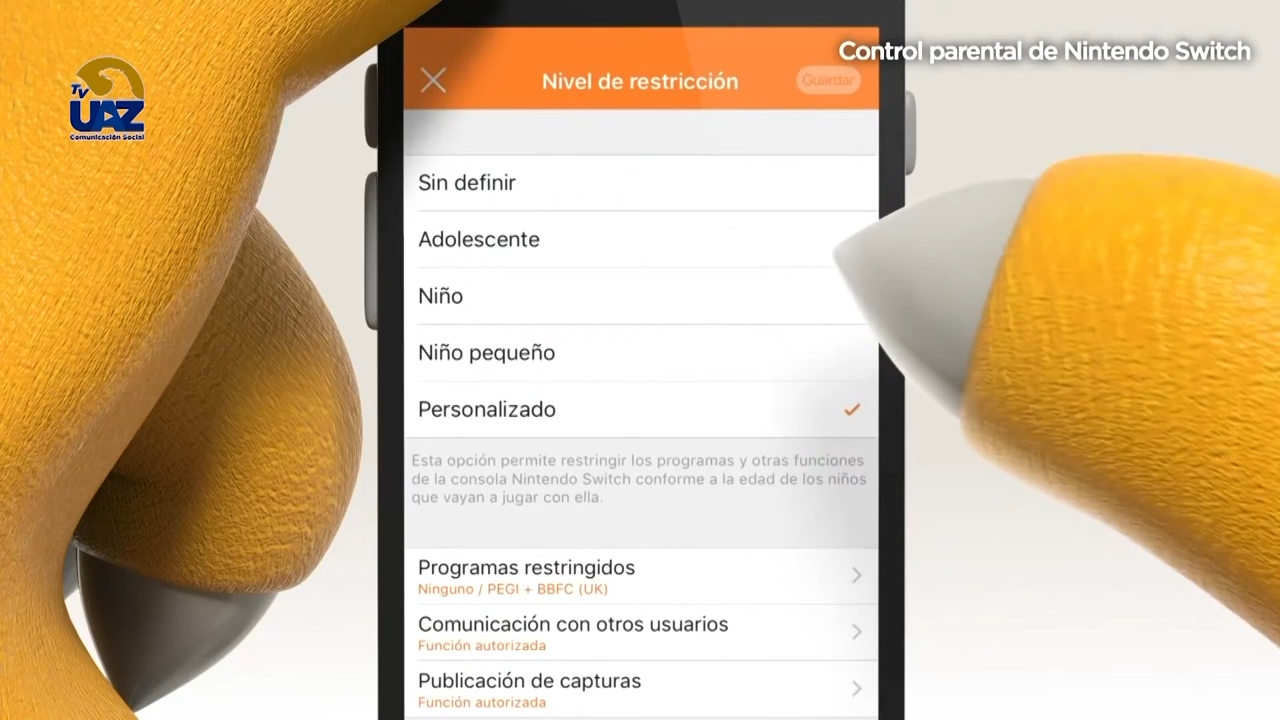 Control parental de Nintendo Switch
TV
UAZ
Comunicación Social
Nivel de restricción
Guardar
Sin definir
Adolescente
Niño
Niño pequeño
Personalizado
Esta opción permite restringir los programas y otras funciones
de la consola Nintendo Switch conforme a la edad de los niños
que vayan a jugar con ella.
Programas restringidos
Ninguno / PEGI + BBFC (UK)
Comunicación con otros usuarios
Función autorizada
Publicación de capturas
Función autorizada